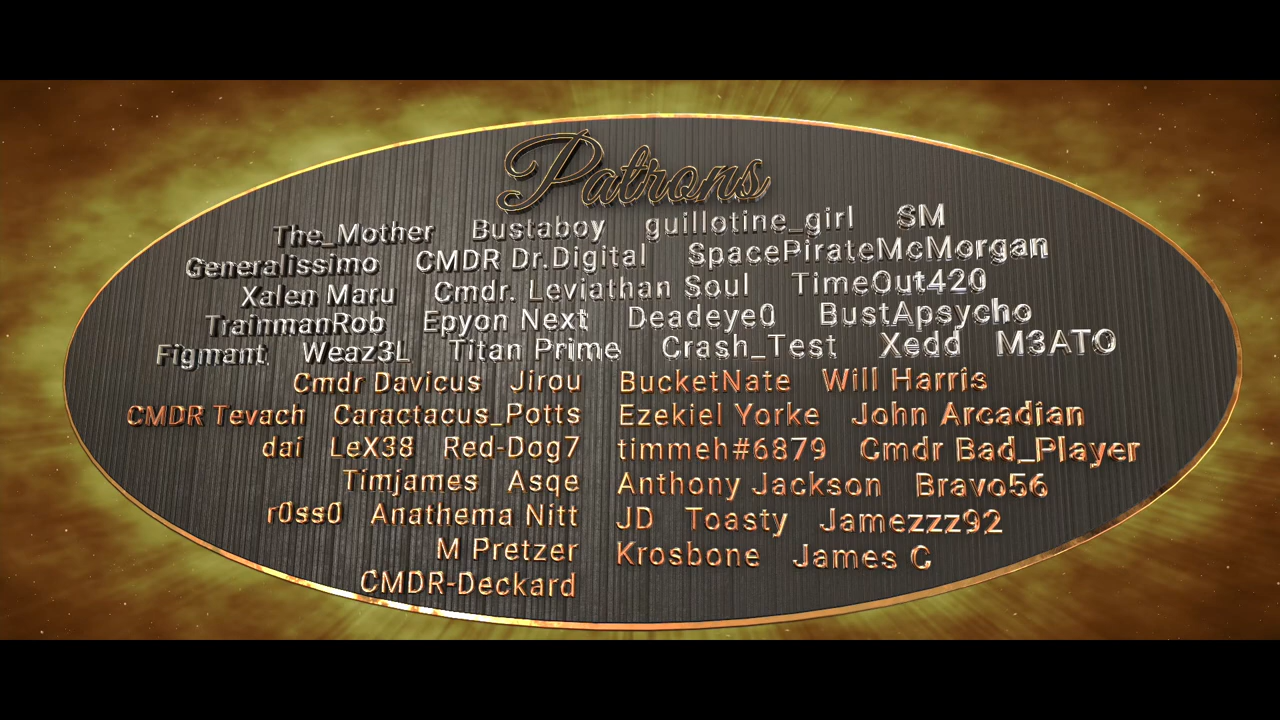 Patrons
The_Mother Bustaboy guillotine_girl SM
Generalissimo CMDR Dr.Digital SpacePirateMcMorgan
Xalen Maru Cmdr. Leviathan Soul TimeOut420
TrainmanRob Epyon Next Deadeye0 BustApsycho
Figmant Weaz3L Titan Prime Crash_Test Xedd M3ATO
Cmdr Davicus Jirou BucketNate Will Harris
CMDR Tevach Caractacus_Potts Ezekiel Yorke John Arcadian
dai LeX38 Red-Dog7 timmeh#6879 Cmdr Bad_Player
Timjames Asqe Anthony Jackson Bravo56
r0ss0 Anathema Nitt JD Toasty Jamezzz92
M Pretzer Krosbone James C
CMDR-Deckard